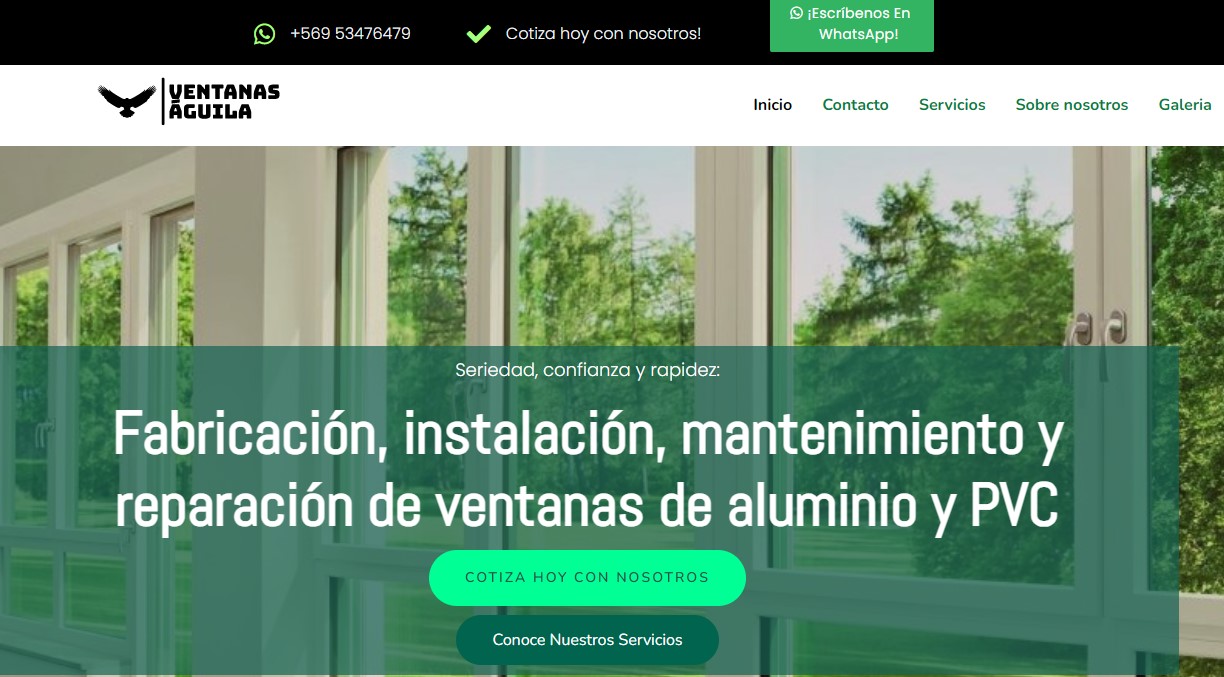 +569 53476479
Cotiza hoy con nosotros!
¡Escríbenos En
WhatsApp!
VENTANAS
ÁGUILA
Inicio
Contacto
Servicios
Sobre nosotros
Galeria
Seriedad, confianza y rapidez:
Fabricación, instalación, mantenimiento y
reparación de ventanas de aluminio y PVC
COTIZA HOY CON NOSOTROS
Conoce Nuestros Servicios